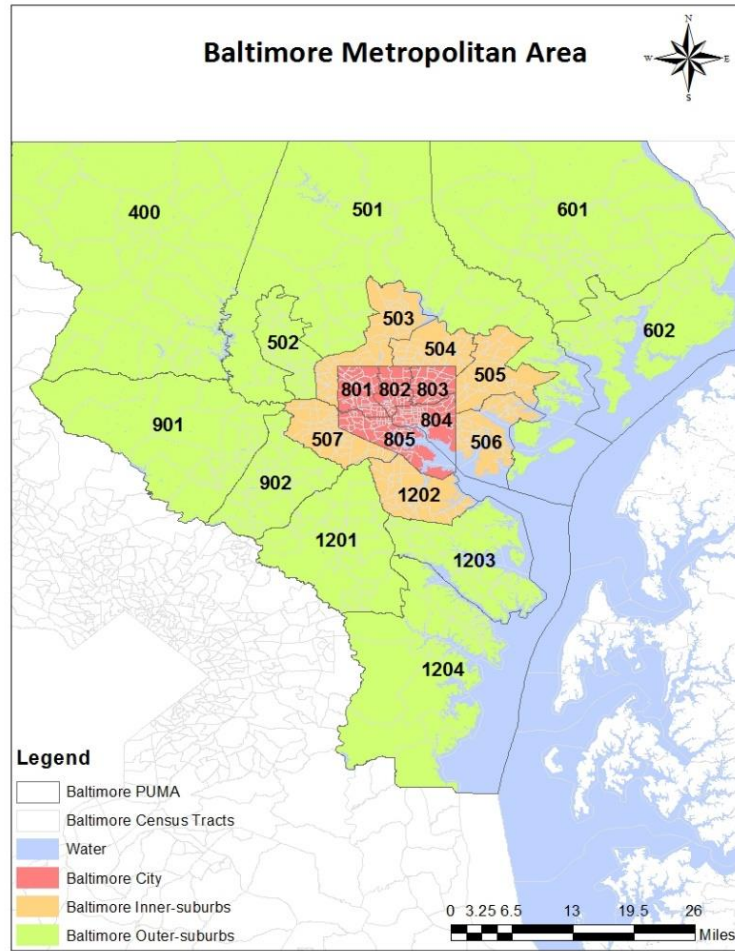 Baltimore Metropolitan Area
N
W E
S
400
501
601
503
602
502
504
505
801 802 803
901
804
507
805
506
902
1202
1201
1203
1204
Legend
Baltimore PUMA
Baltimore Census Tracts
Water
Baltimore City
Baltimore Inner-suburbs
Baltimore Outer-suburbs
0 3.25 6.5 13 19.5 26
Miles